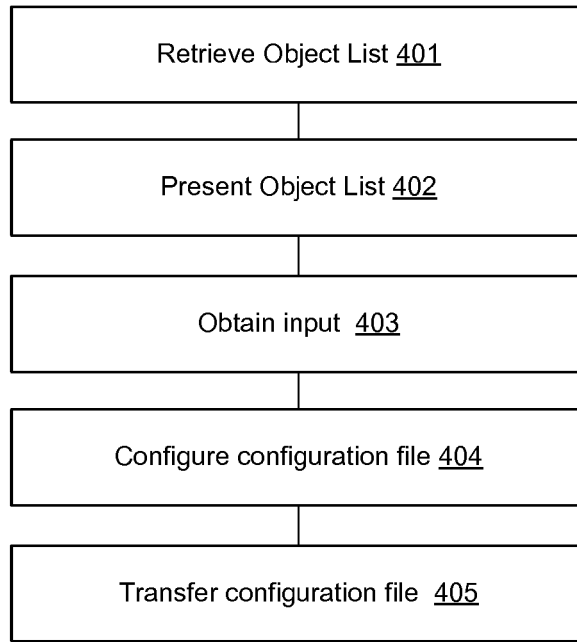 Retrieve Object List 401
Present Object List 402
Obtain input 403
Configure configuration file 404
Transfer configuration file 405